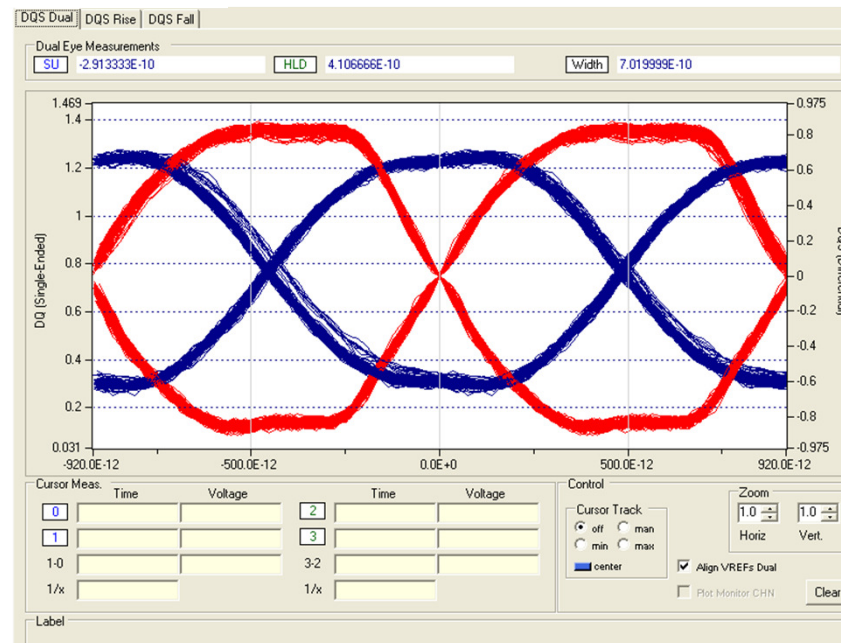 DQS Dual DQS Rise DQS Fall
Dual Eye Measurements
SU -2.913333E-10 HLD 4.106666E-10 Width 7.019999E-10
1.469 0.975
1.4
0.8
1.2 0.6
0.4
1
0.2
DQ (Single-Ended)
0.8 0
-0.2
0.6
-0.4
0.4
-0.6
0.2
-0.8
0.031 -0.975
-920.0E-12 -500.0E-12 0.0E+0 500.0E-12 920.0E-12
Cursor Meas. Control
Time Voltage Time Voltage Zoom
0 2 Cursor Track 1.0 1.0
1 3 off man Horiz Vert.
1-0 3-2 min max
center Align VREFs Dual
1/x 1/x Plot Monitor CHN Clear
Label